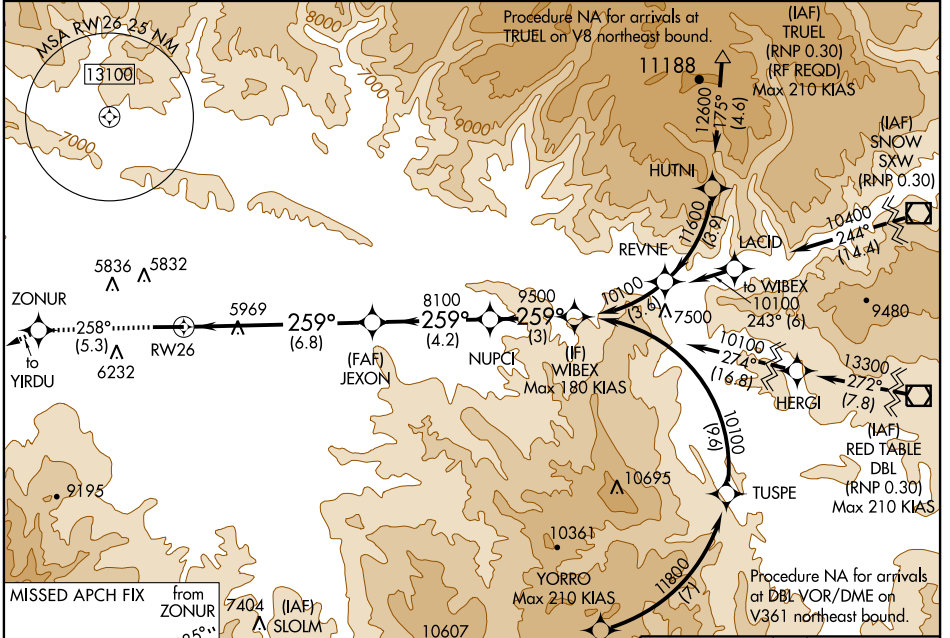 MSA RW26 25 NM
13100
8000
7000
7000
9000
Procedure NA for arrivals at
TRUEL on V8 northeast bound.
11188
(IAF)
TRUEL
(RNP 0.30)
(RF REQD)
Max 210 KIAS
12600
175°
(4.6)
(IAF)
SNOW
SXW
(RNP 0.30)
HUTNI
11600
(3.9)
REVNE
LACID
10400
244°
(14.4)
to WIBEX
10100
243° (6)
9480
5836
5832
ZONUR
258°
(5.3)
to
YIRDU
6232
RW26
5969
259°
(6.8)
(FAF)
JEXON
8100
259°
(4.2)
NUPCI
9500
259°
(3)
(IF)
WIBEX
Max 180 KIAS
10100
(3.6)
7500
10100
274°
(16.8)
HERGI
13300
272°
(7.8)
(IAF)
RED TABLE
DBL
(RNP 0.30)
Max 210 KIAS
10100
(9.6)
TUSPE
9195
10695
10361
YORRO
Max 210 KIAS
11800
(7)
Procedure NA for arrivals
at DBL VOR/DME on
V361 northeast bound.
MISSED APCH FIX
from
ZONUR
7404
(IAF)
SLOLM
10607